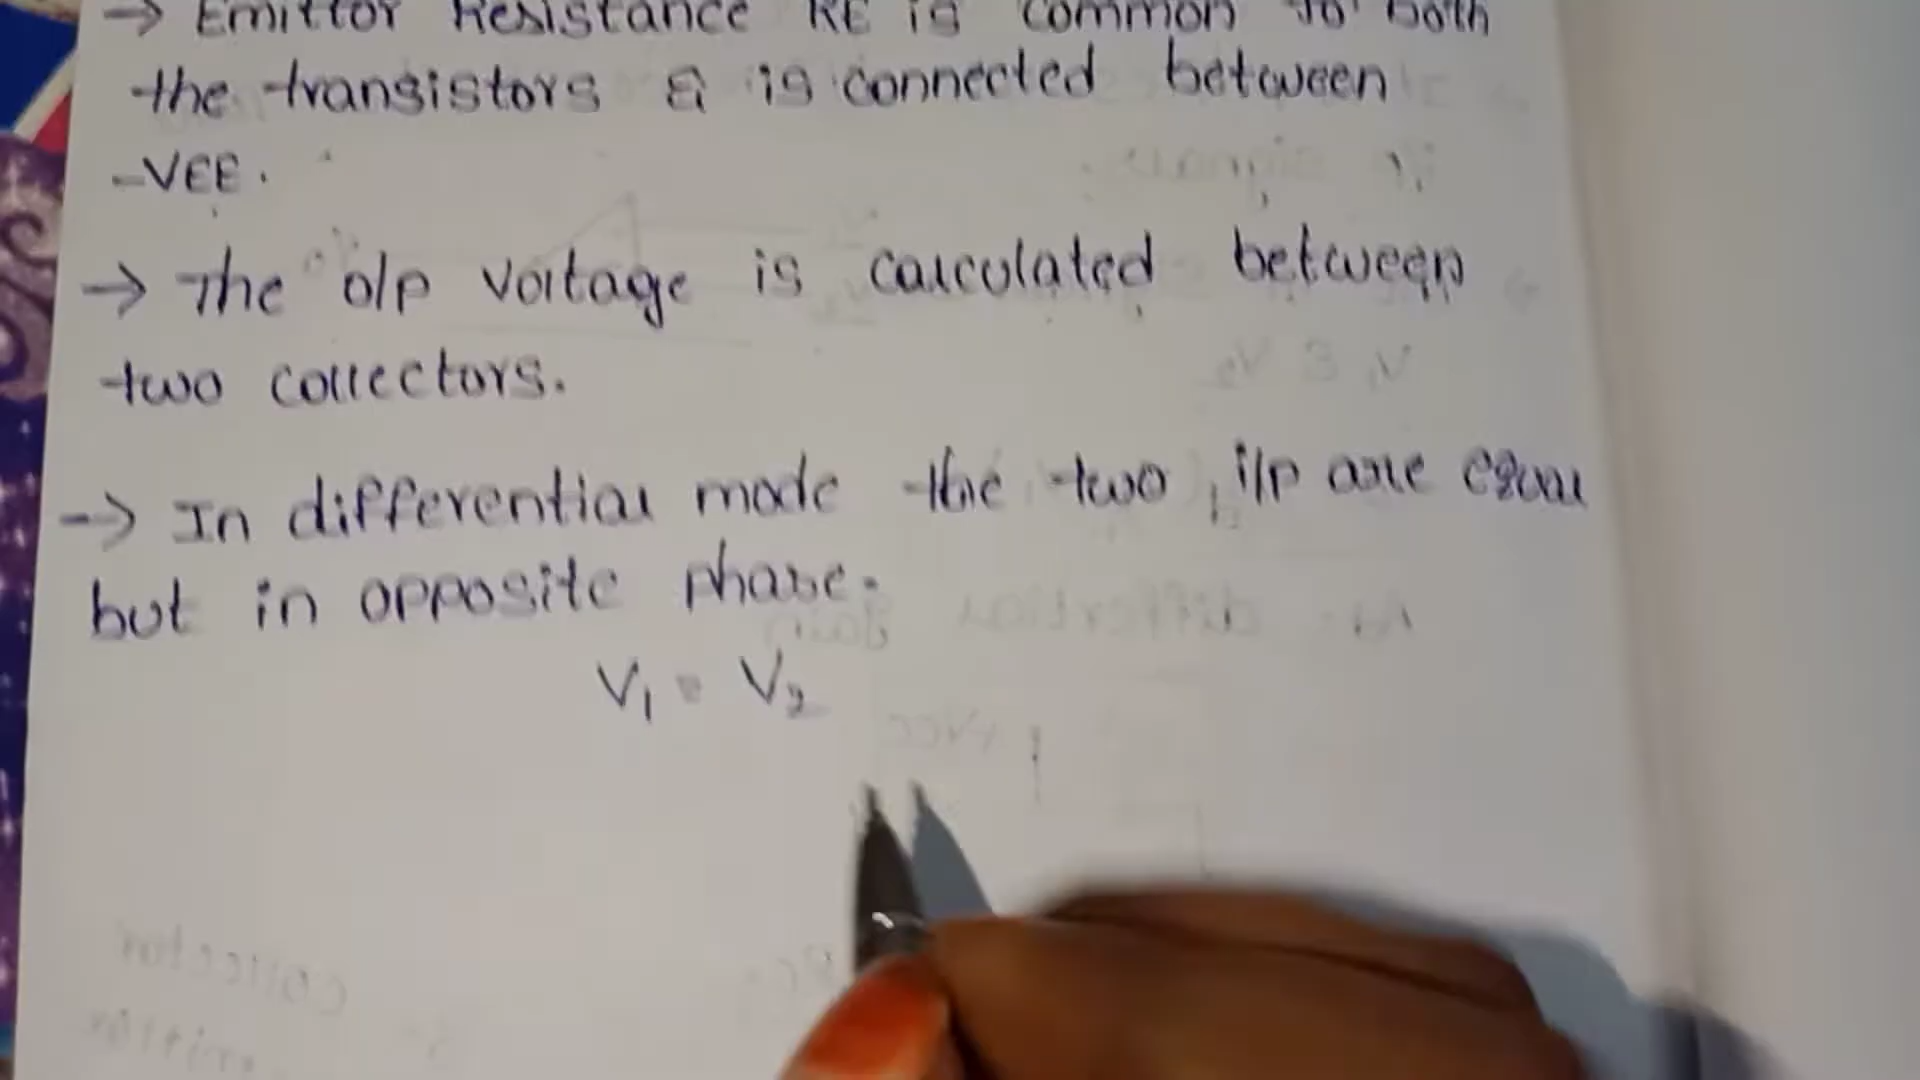 → Emittor Resistance RE is common to both
the transistors & is connected between
-VEE.
→ The o/p voltage is calculated between
two collectors.
→ In differential mode the two i/p are equal
but in opposite phase.
V₁ = V₂